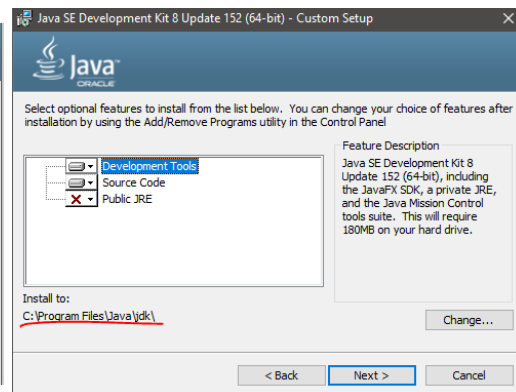 Java SE Development Kit 8 Update 152 (64-bit) - Custom Setup
Java
ORACLE
Select optional features to install from the list below. You can change your choice of features after
installation by using the Add/Remove Programs utility in the Control Panel
Development Tools
Source Code
Public JRE
Feature Description
Java SE Development Kit 8
Update 152 (64-bit), including
the JavaFX SDK, a private JRE,
and the Java Mission Control
tools suite. This will require
180MB on your hard drive.
Install to:
C:\Program Files\Java\jdk\
Change...
< Back
Next >
Cancel